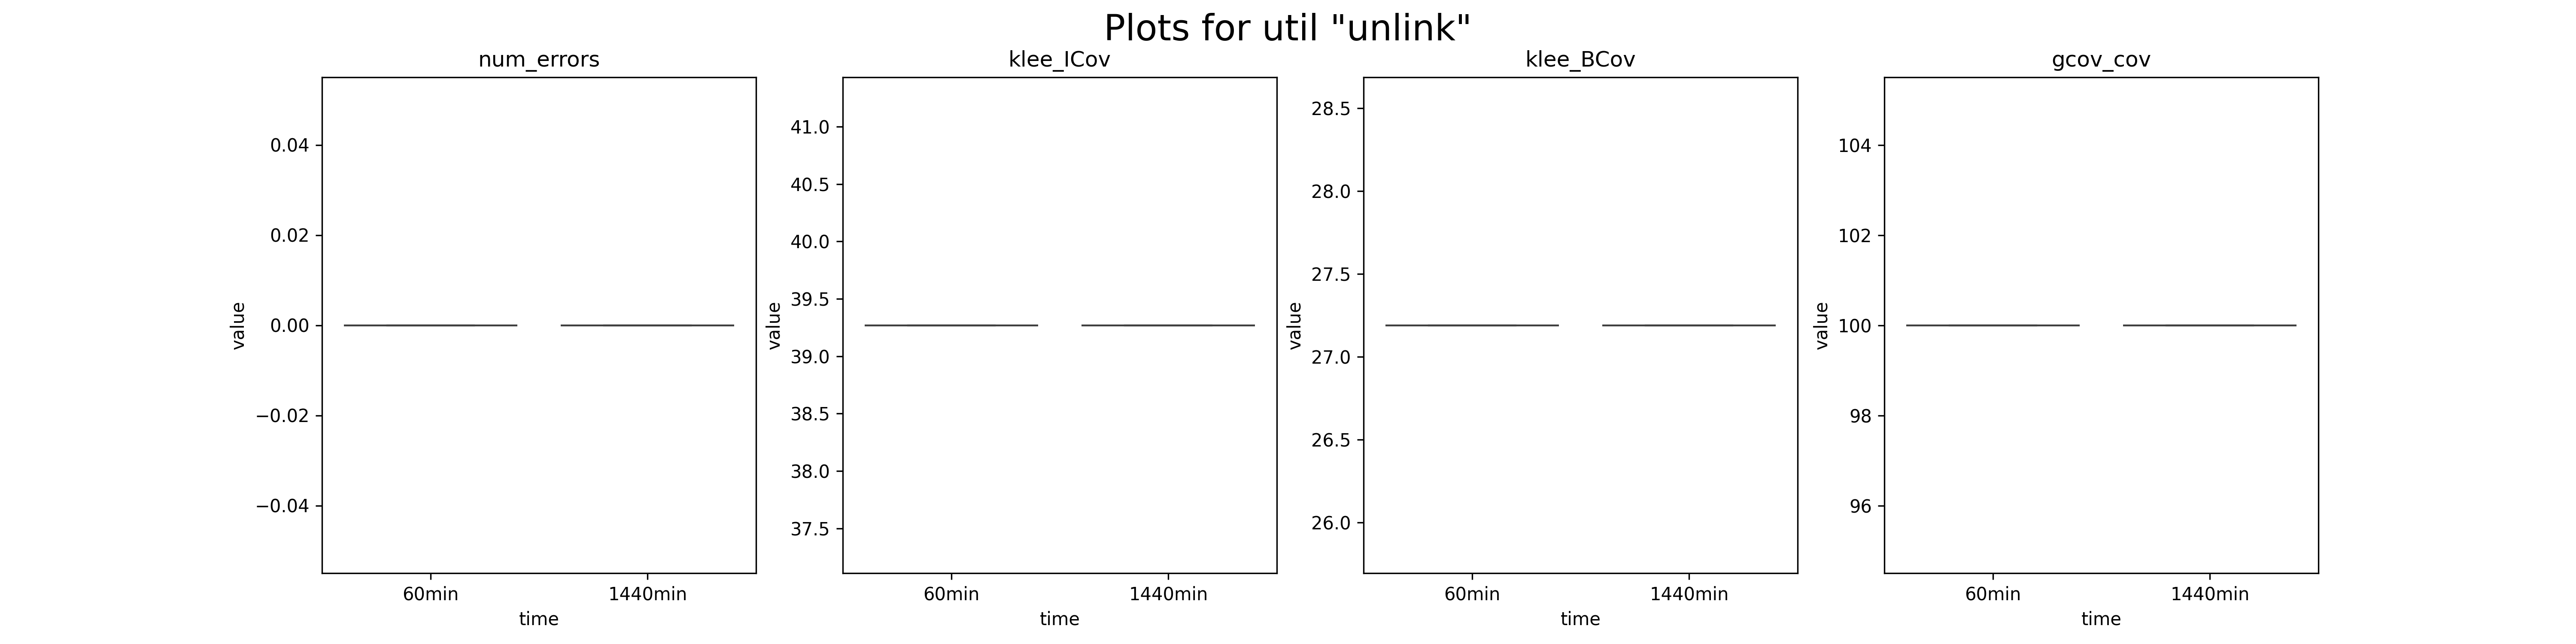 Plots for util "unlink"
num_errors
0.04
0.02
0.00
−0.02
−0.04
value
60min 1440min
time
klee_ICov
41.0
40.5
40.0
39.5
39.0
38.5
38.0
37.5
value
60min 1440min
time
klee_BCov
28.5
28.0
27.5
27.0
26.5
26.0
value
60min 1440min
time
gcov_cov
104
102
100
98
96
value
60min 1440min
time